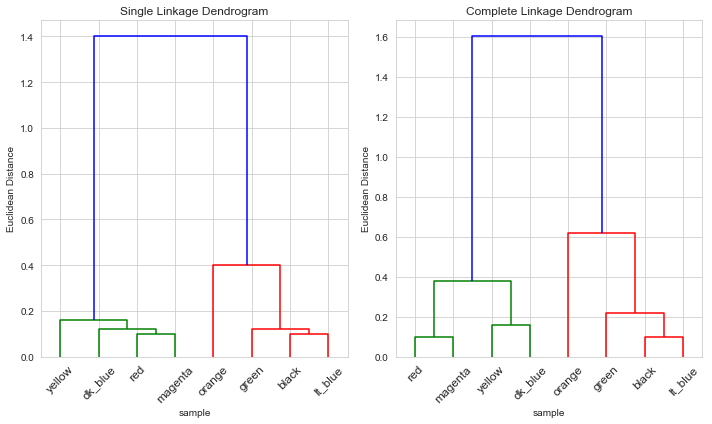 Single Linkage Dendrogram
Euclidean Distance
1.4
1.2
1.0
0.8
0.6
0.4
0.2
0.0
yellow
dk_blue
red
magenta
orange
green
black
lt_blue
sample
Complete Linkage Dendrogram
Euclidean Distance
1.6
1.4
1.2
1.0
0.8
0.6
0.4
0.2
0.0
red
magenta
yellow
dk_blue
orange
green
black
lt_blue
sample